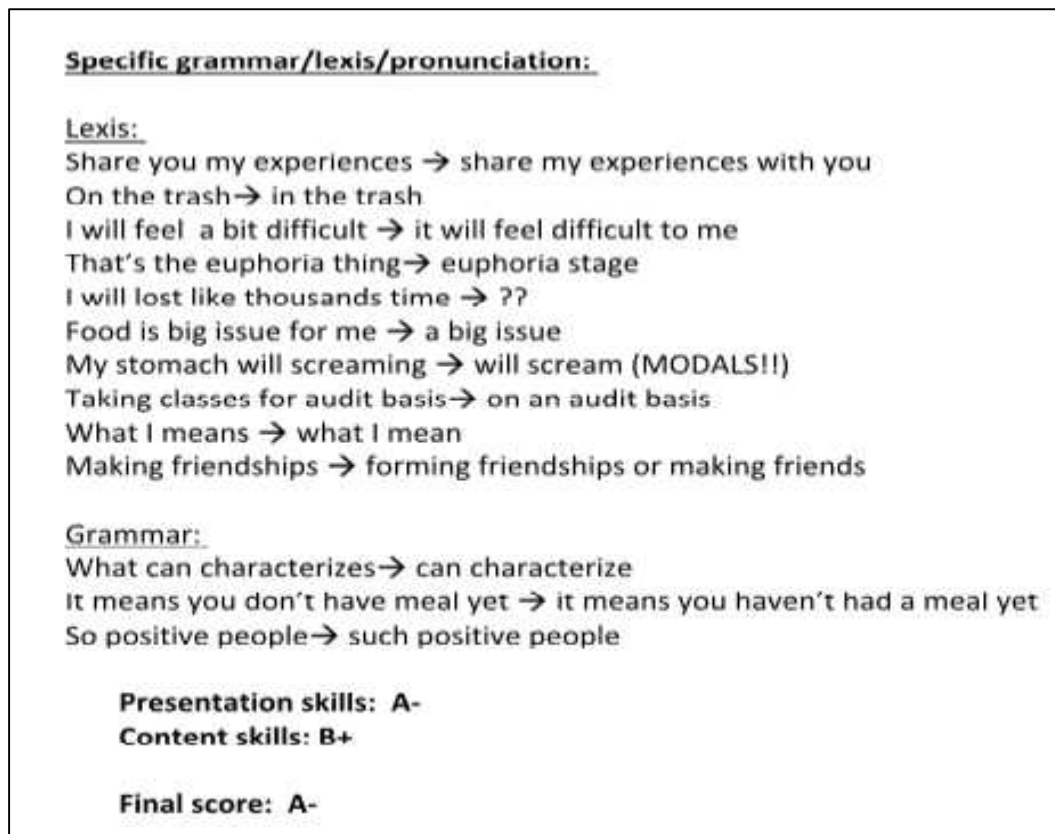 Specific grammar/lexis/pronunciation:
Lexis:
Share you my experiences → share my experiences with you
On the trash→ in the trash
I will feel  a bit difficult → it will feel difficult to me
That's the euphoria thing→ euphoria stage
I will lost like thousands time → ??
Food is big issue for me → a big issue
My stomach will screaming → will scream (MODALS!!)
Taking classes for audit basis→ on an audit basis
What I means → what I mean
Making friendships → forming friendships or making friends
Grammar:
What can characterizes→ can characterize
It means you don't have meal yet → it means you haven't had a meal yet
So positive people→ such positive people
Presentation skills:  A-
Content skills: B+
Final score:  A-